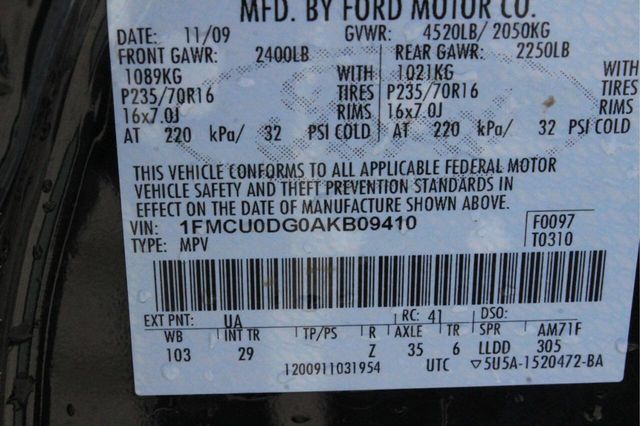 MFD. BY FORD MOTOR CO.
DATE: 11/09 GVWR: 4520LB/ 2050KG
FRONT GAWR: 2400LB REAR GAWR: 2250LB
1089KG WITH 1021KG WITH
P235/70R16 TIRES P235/70R16 TIRES
16x7.0J RIMS 16x7.0J RIMS
AT 220 kPa/ 32 PSI COLD AT 220 kPa/ 32 PSI COLD
THIS VEHICLE CONFORMS TO ALL APPLICABLE FEDERAL MOTOR
VEHICLE SAFETY AND THEFT PREVENTION STANDARDS IN
EFFECT ON THE DATE OF MANUFACTURE SHOWN ABOVE.
VIN: 1FMCU0DG0AKB09410 F0097
TYPE: MPV T0310
EXT PNT: UA RC: 41 DSO:
WB INT TR TP/PS R AXLE TR SPR AM71F
103 29 Z 35 6 LLDD 305
1200911031954 UTC ▽5U5A-1520472-BA